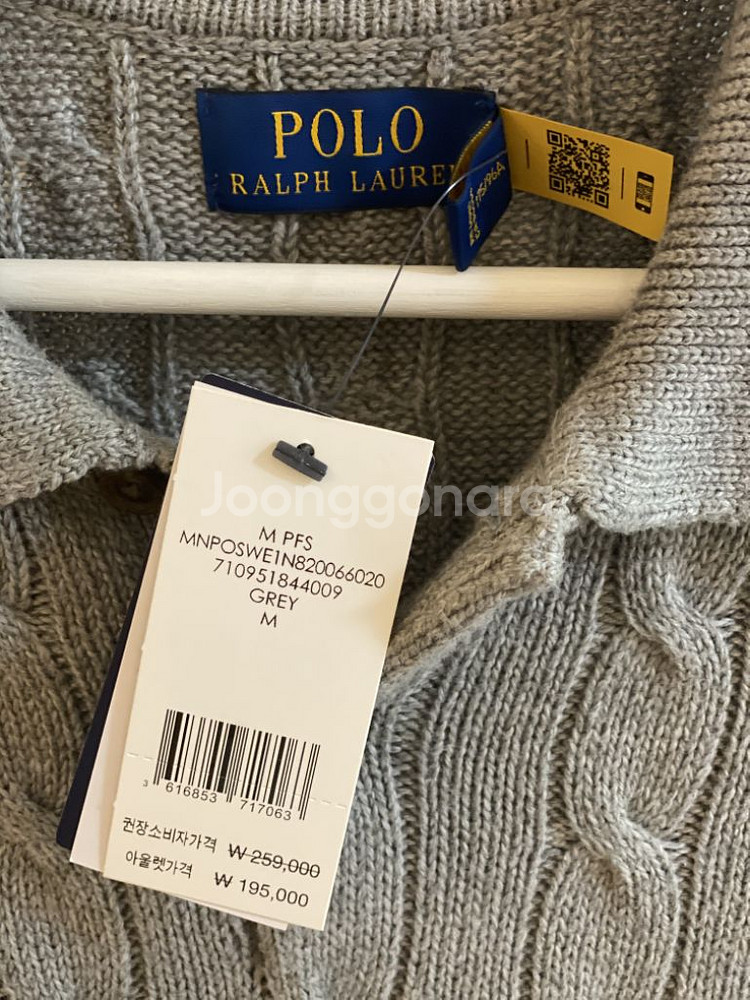 POLO
RALPH LAUREN
M PFS
MNPOSWE1N820066020
710951844009
GREY
M
3 616853 717063
권장소비자가격 ₩ 259,000
아울렛가격 ₩ 195,000
Joonggonara